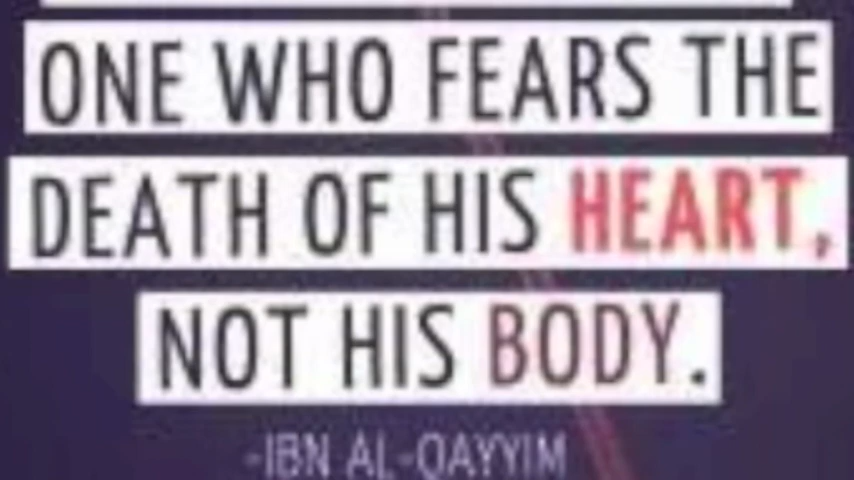 ONE WHO FEARS THE
DEATH OF HIS HEART,
NOT HIS BODY.
-IBN AL-QAYYIM